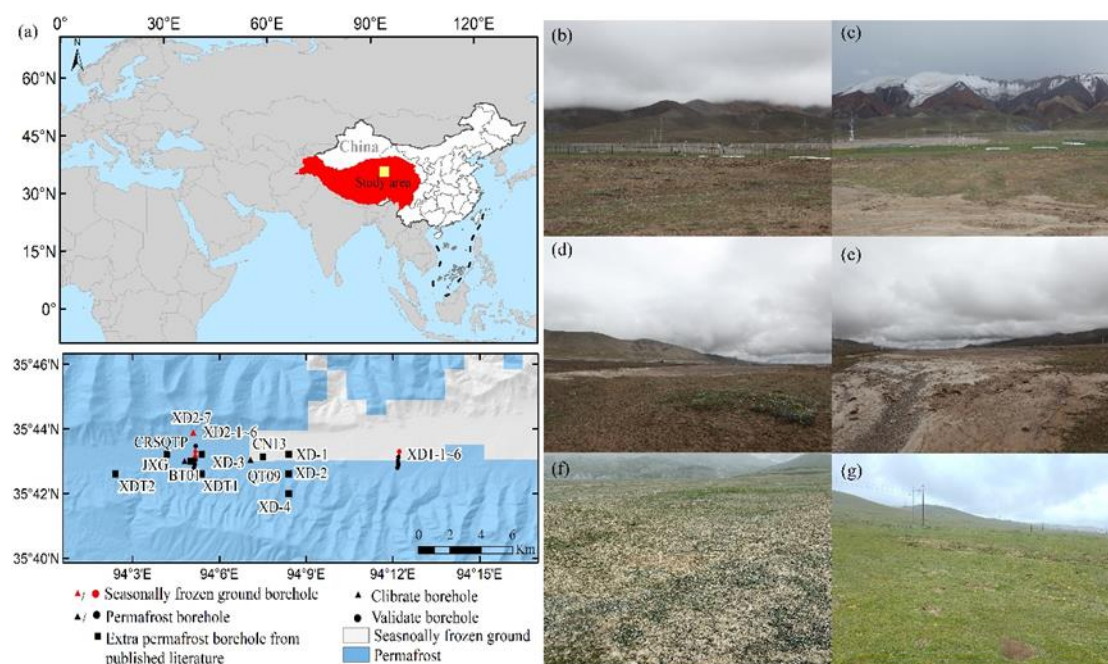 (a)
0°
30°E
60°E
90°E
120°E
N
60°N
45°N
30°N
15°N
0°
China
Study area
35°46'N
35°44'N
35°42'N
35°40'N
XD2-7
XD2-1~6
CRSQTP
CN13
XD-1
XD1-1~6
JXG
XD-3
BT01
QT09
XD-2
XDT2
XDT1
XD-4
0 2 4 6
Km
94°3'E
94°6'E
94°9'E
94°12'E
94°15'E
Seasonally frozen ground borehole
Permafrost borehole
Extra permafrost borehole from
published literature
Clibrate borehole
Validate borehole
Seasnoally frozen ground
Permafrost
(b)
(c)
(d)
(e)
(f)
(g)